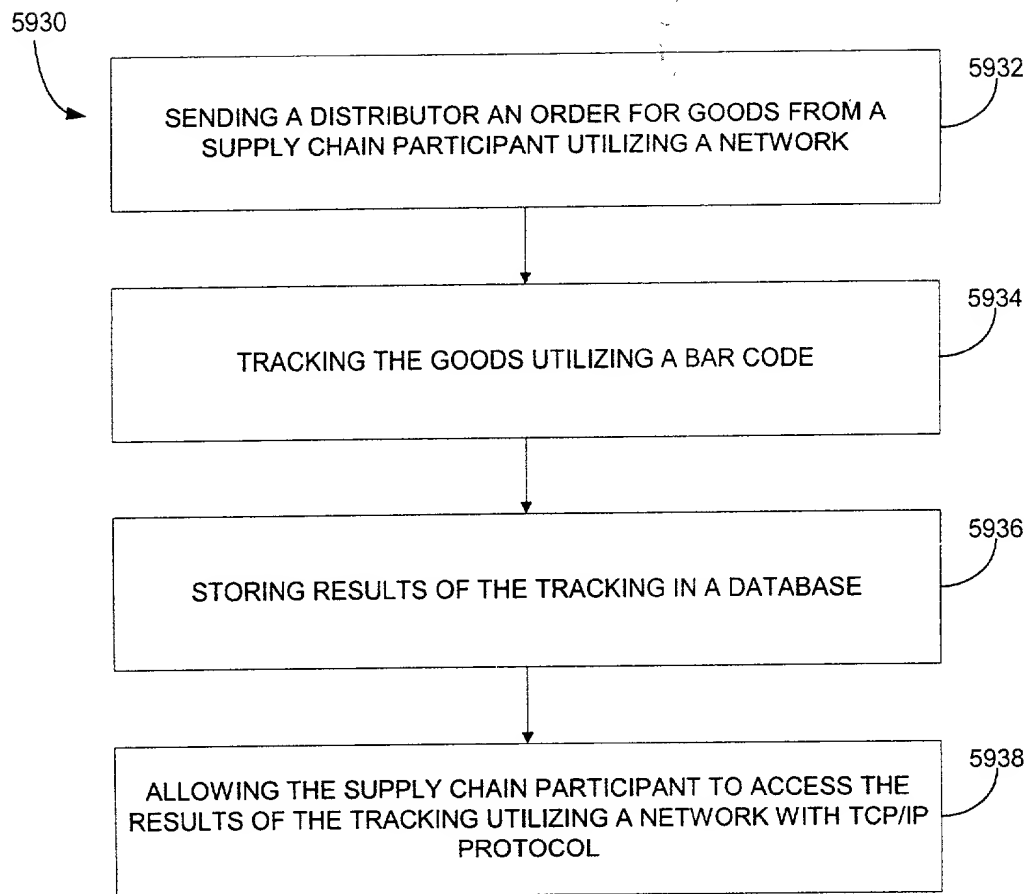 5930
5932
SENDING A DISTRIBUTOR AN ORDER FOR GOODS FROM A
SUPPLY CHAIN PARTICIPANT UTILIZING A NETWORK
5934
TRACKING THE GOODS UTILIZING A BAR CODE
5936
STORING RESULTS OF THE TRACKING IN A DATABASE
5938
ALLOWING THE SUPPLY CHAIN PARTICIPANT TO ACCESS THE
RESULTS OF THE TRACKING UTILIZING A NETWORK WITH TCP/IP
PROTOCOL